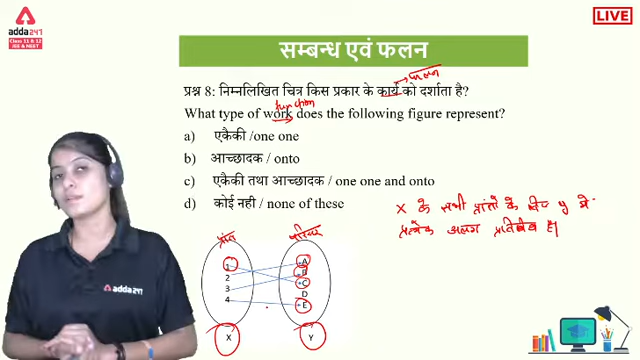 adda247
Class 11 & 12
JEE & NEET
LIVE
सम्बन्ध एवं फलन
फलन
प्रश्न 8: निम्नलिखित चित्र किस प्रकार के कार्य को दर्शाता है?
function
What type of work does the following figure represent?
a) एकैकी/one one
b) आच्छादक / onto
c) एकैकी तथा आच्छादक / one one and onto
d) कोई नही / none of these
X के सभी प्रांतों के लिए y में
प्रत्येक अलग प्रतिबिंब है।
प्रांत
1
2
3
4
X
A
B
C
D
E
Y
adda247